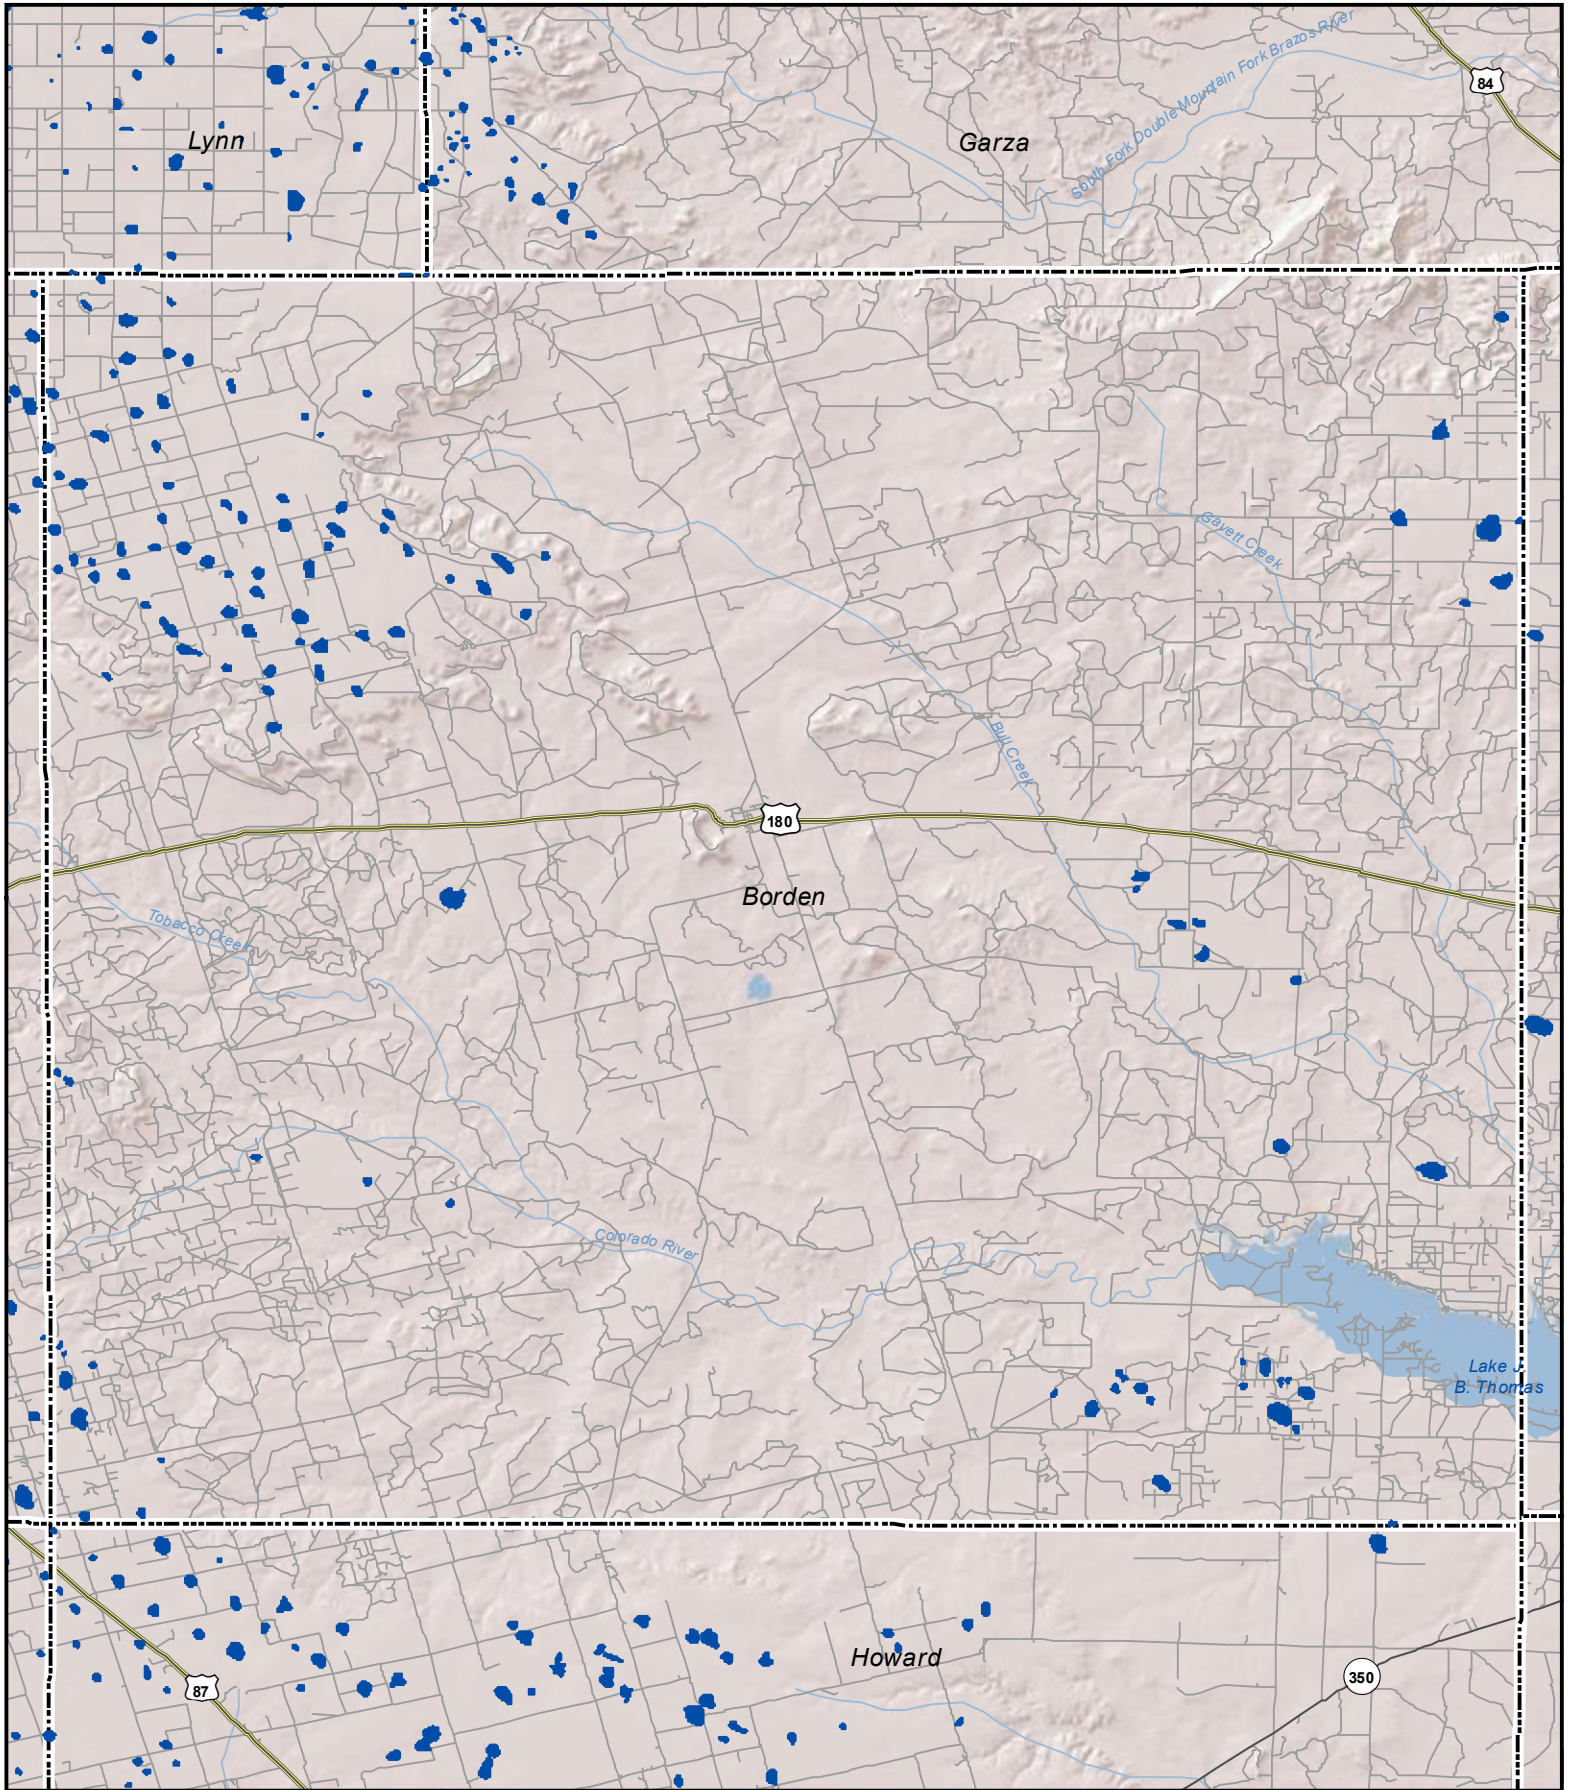 84
South Fork Double Mountain Fork Brazos River
Lynn
Garza
Gavett Creek
Bull Creek
180
Borden
Tobacco Creek
Colorado River
Lake J.
B. Thomas
Howard
350
87